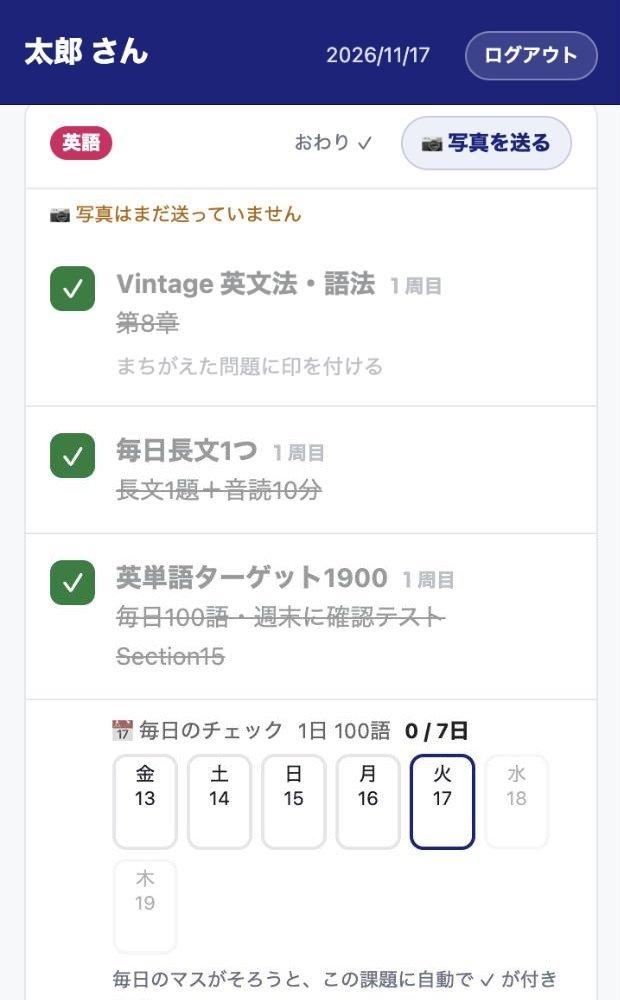 太郎 さん 2026/11/17 ログアウト
英語 おわり ✓ 📷 写真を送る
📷 写真はまだ送っていません
✓ Vintage 英文法・語法 1 周目
第8章
まちがえた問題に印を付ける
✓ 毎日長文1つ 1 周目
長文1題＋音読10分
✓ 英単語ターゲット1900 1 周目
毎日100語・週末に確認テスト
Section15
📅 毎日のチェック 1日 100語 0 / 7日
金 土 日 月 火 水
13 14 15 16 17 18
木
19
毎日のマスがそろうと、この課題に自動で ✓ が付き